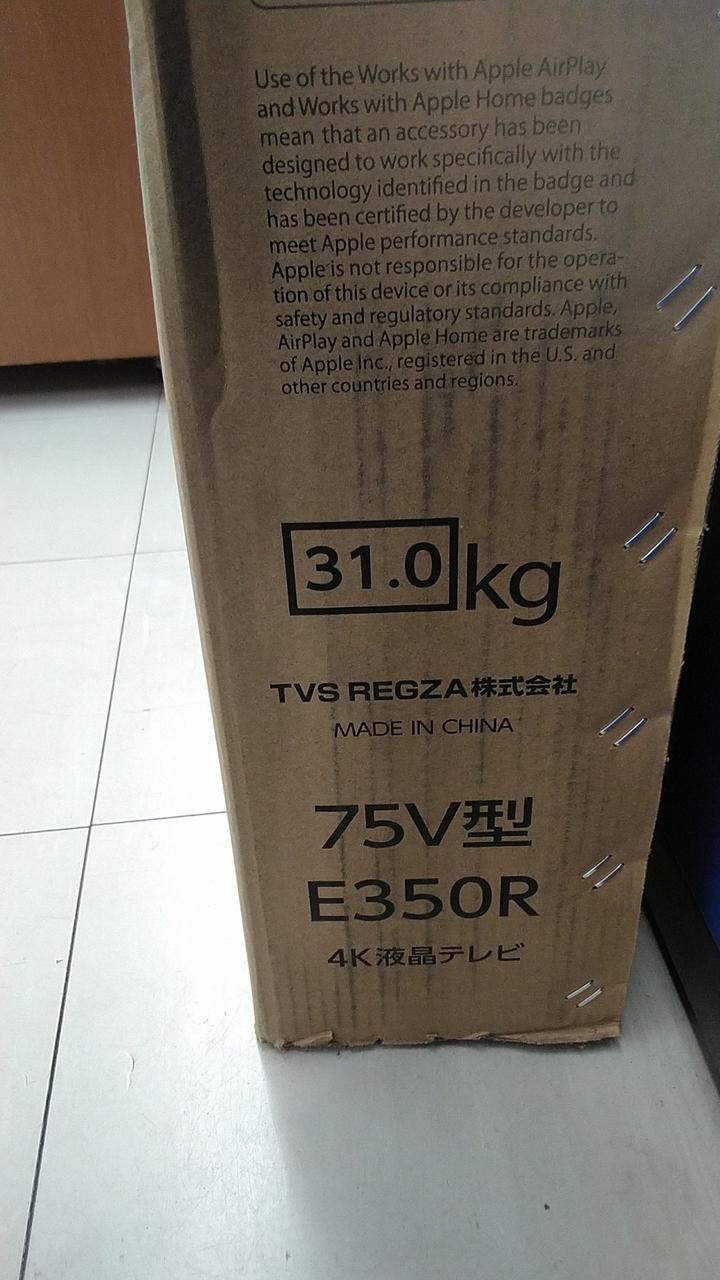 Use of the Works with Apple AirPlay
and Works with Apple Home badges
mean that an accessory has been
designed to work specifically with the
technology identified in the badge and
has been certified by the developer to
meet Apple performance standards.
Apple is not responsible for the opera-
tion of this device or its compliance with
safety and regulatory standards. Apple,
AirPlay and Apple Home are trademarks
of Apple Inc., registered in the U.S. and
other countries and regions.
31.0kg
TVS REGZA株式会社
MADE IN CHINA
75V型
E350R
4K液晶テレビ